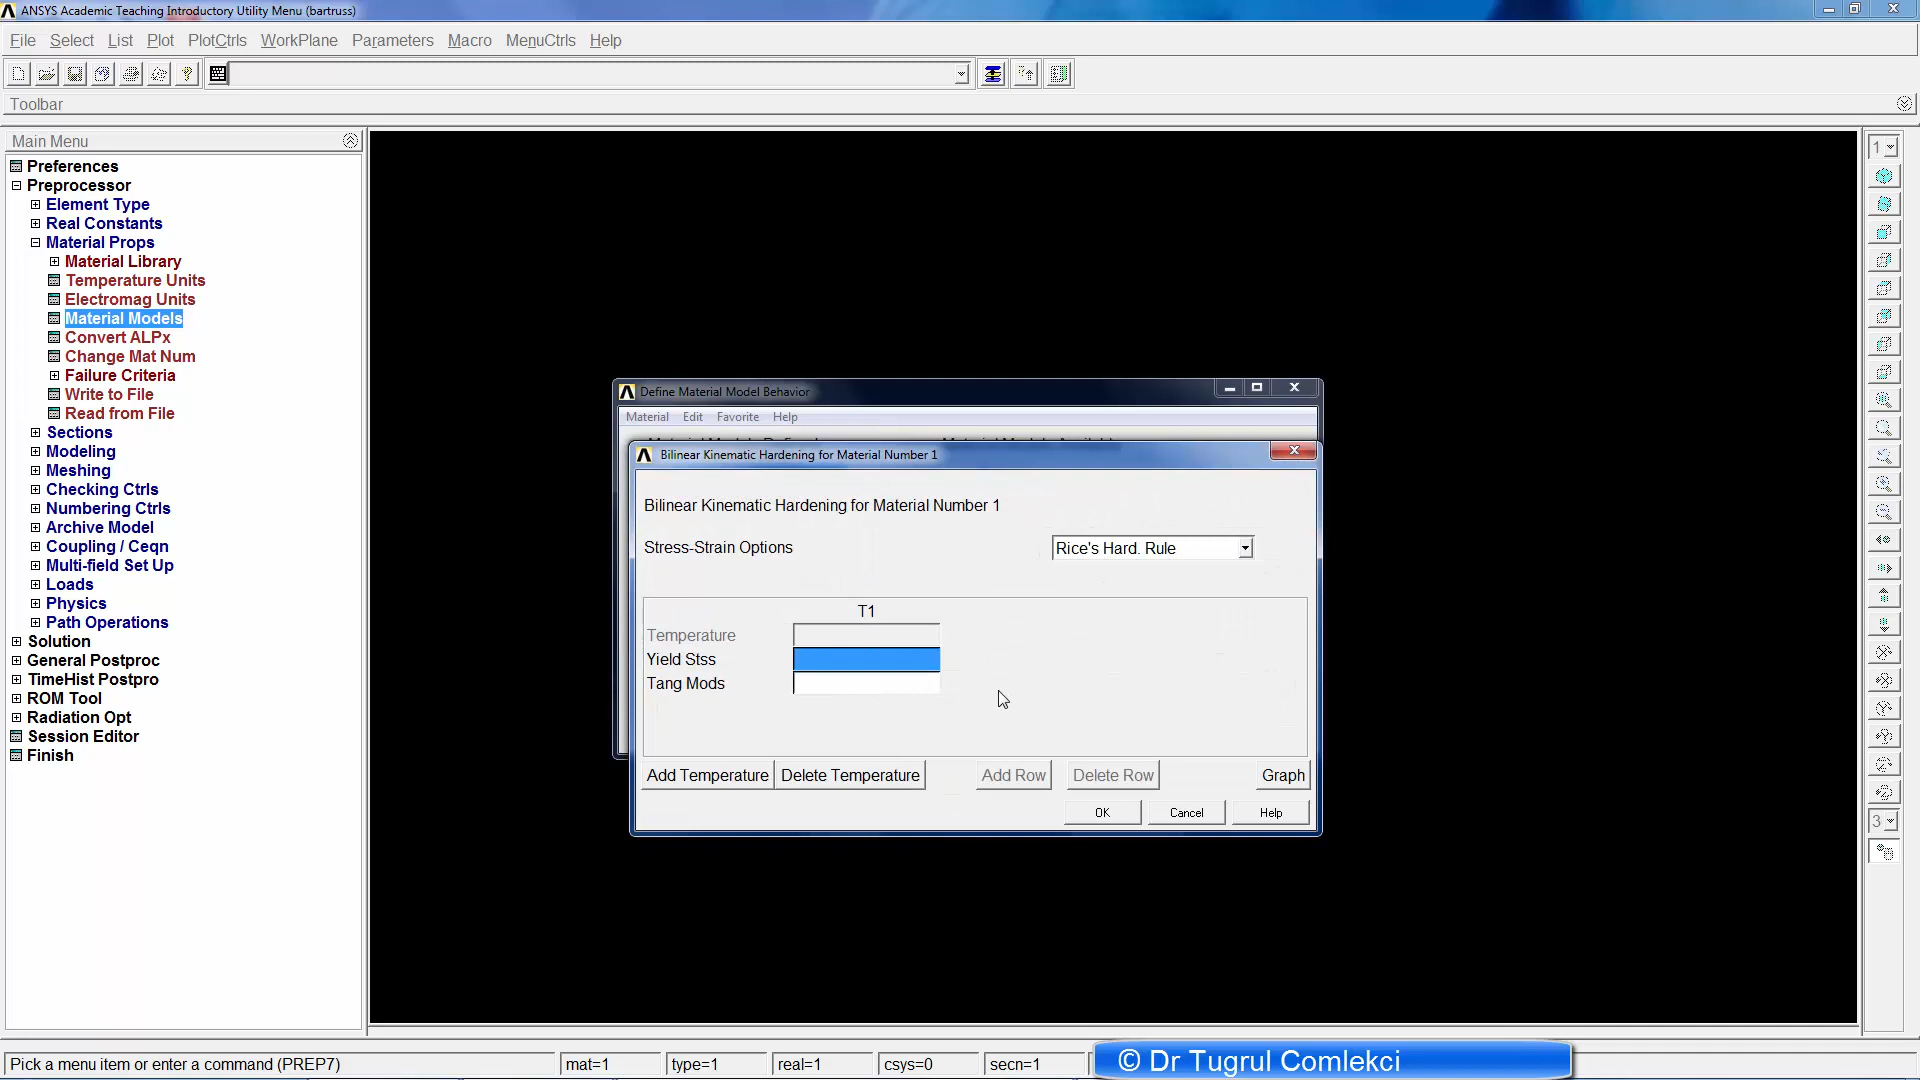 ANSYS Academic Teaching Introductory Utility Menu (bartruss)
File Select List Plot PlotCtrls WorkPlane Parameters Macro MenuCtrls Help
Toolbar
Main Menu
Preferences
Preprocessor
Element Type
Real Constants
Material Props
Material Library
Temperature Units
Electromag Units
Material Models
Convert ALPx
Change Mat Num
Failure Criteria
Write to File
Read from File
Sections
Modeling
Meshing
Checking Ctrls
Numbering Ctrls
Archive Model
Coupling / Ceqn
Multi-field Set Up
Loads
Physics
Path Operations
Solution
General Postproc
TimeHist Postpro
ROM Tool
Radiation Opt
Session Editor
Finish
Define Material Model Behavior
Material Edit Favorite Help
Bilinear Kinematic Hardening for Material Number 1
Bilinear Kinematic Hardening for Material Number 1
Stress-Strain Options
Rice's Hard. Rule
T1
Temperature
Yield Stss
Tang Mods
Add Temperature Delete Temperature Add Row Delete Row Graph
OK Cancel Help
1
3
Pick a menu item or enter a command (PREP7)
mat=1
type=1
real=1
csys=0
secn=1
© Dr Tugrul Comlekci